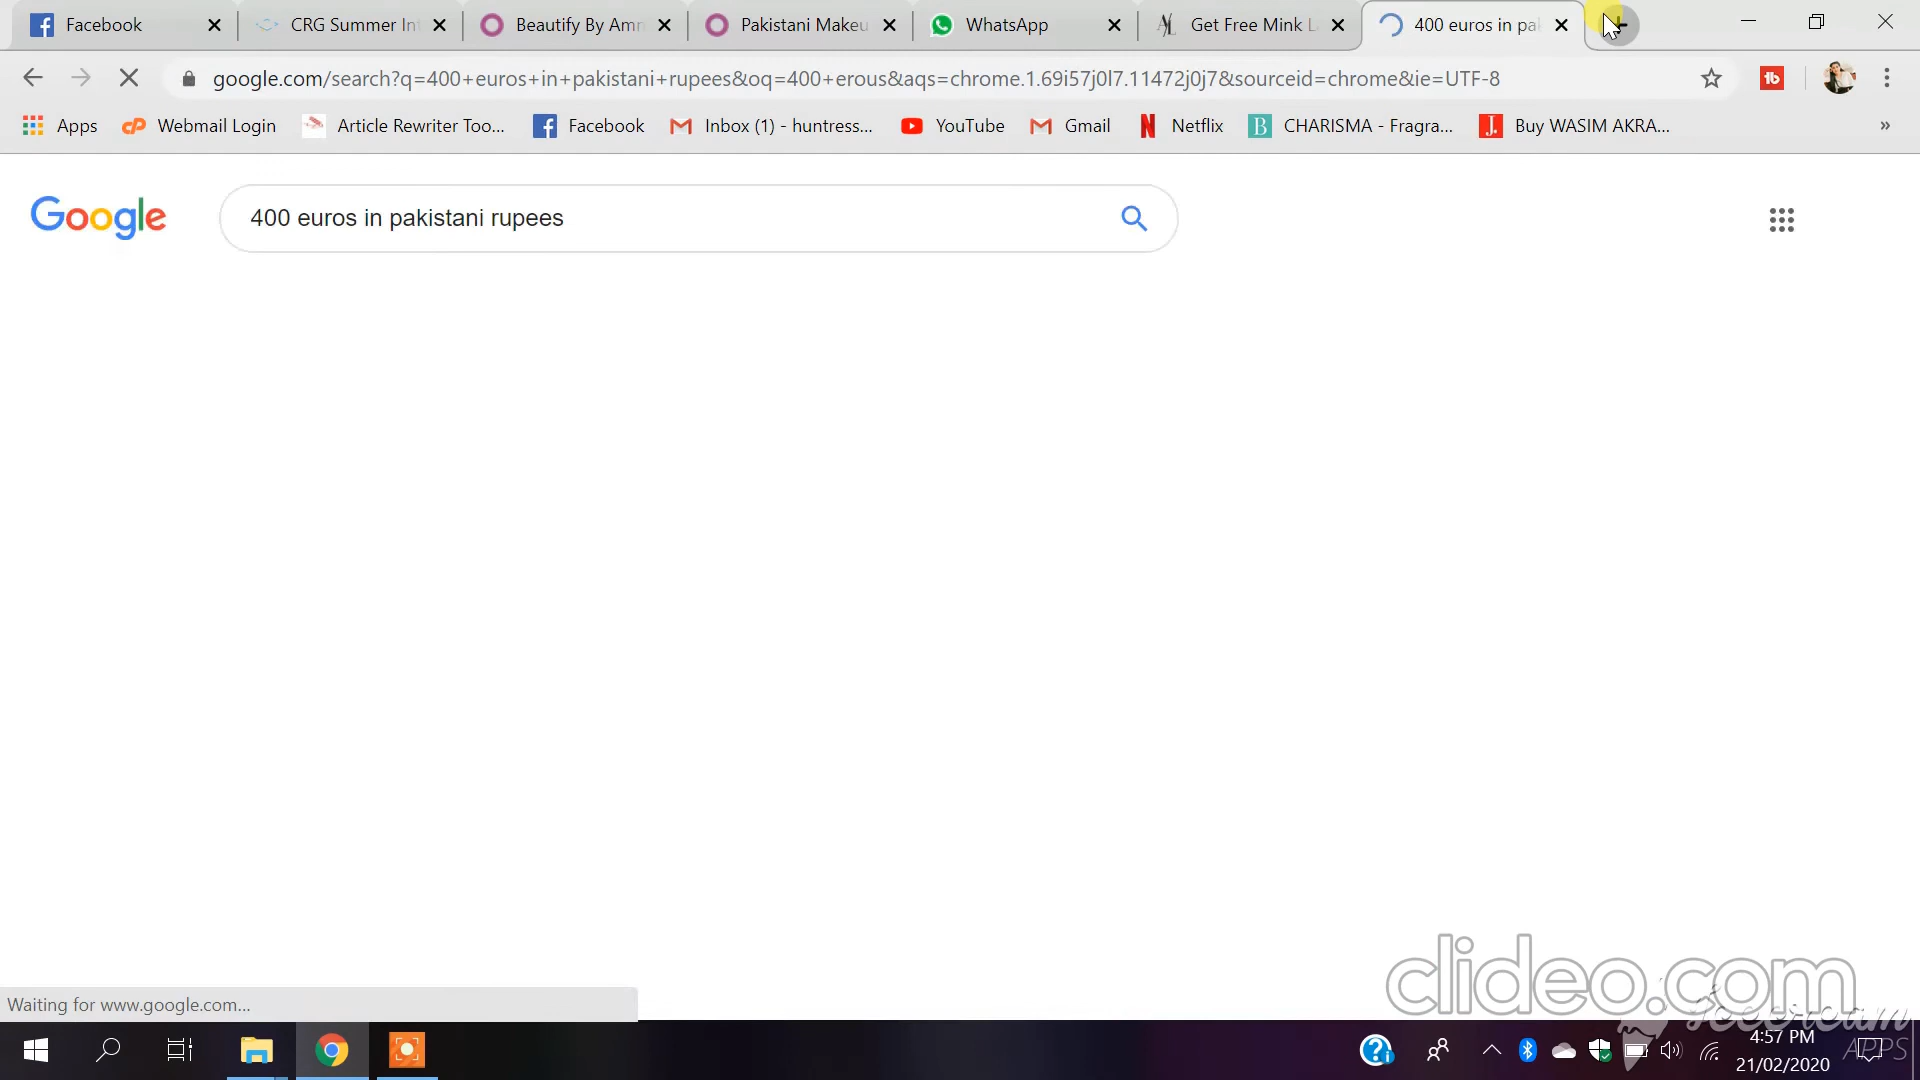 Facebook
CRG Summer Int
Beautify By Amr
Pakistani Makeu
WhatsApp
Get Free Mink L
400 euros in pak
google.com/search?q=400+euros+in+pakistani+rupees&oq=400+erous&aqs=chrome.1.69i57j0l7.11472j0j7&sourceid=chrome&ie=UTF-8
Apps
Webmail Login
Article Rewriter Too...
Facebook
Inbox (1) - huntress...
YouTube
Gmail
Netflix
CHARISMA - Fragra...
Buy WASIM AKRA...
»
Google
400 euros in pakistani rupees
clideo.com
Waiting for www.google.com...
4:57 PM
APPS
21/02/2020